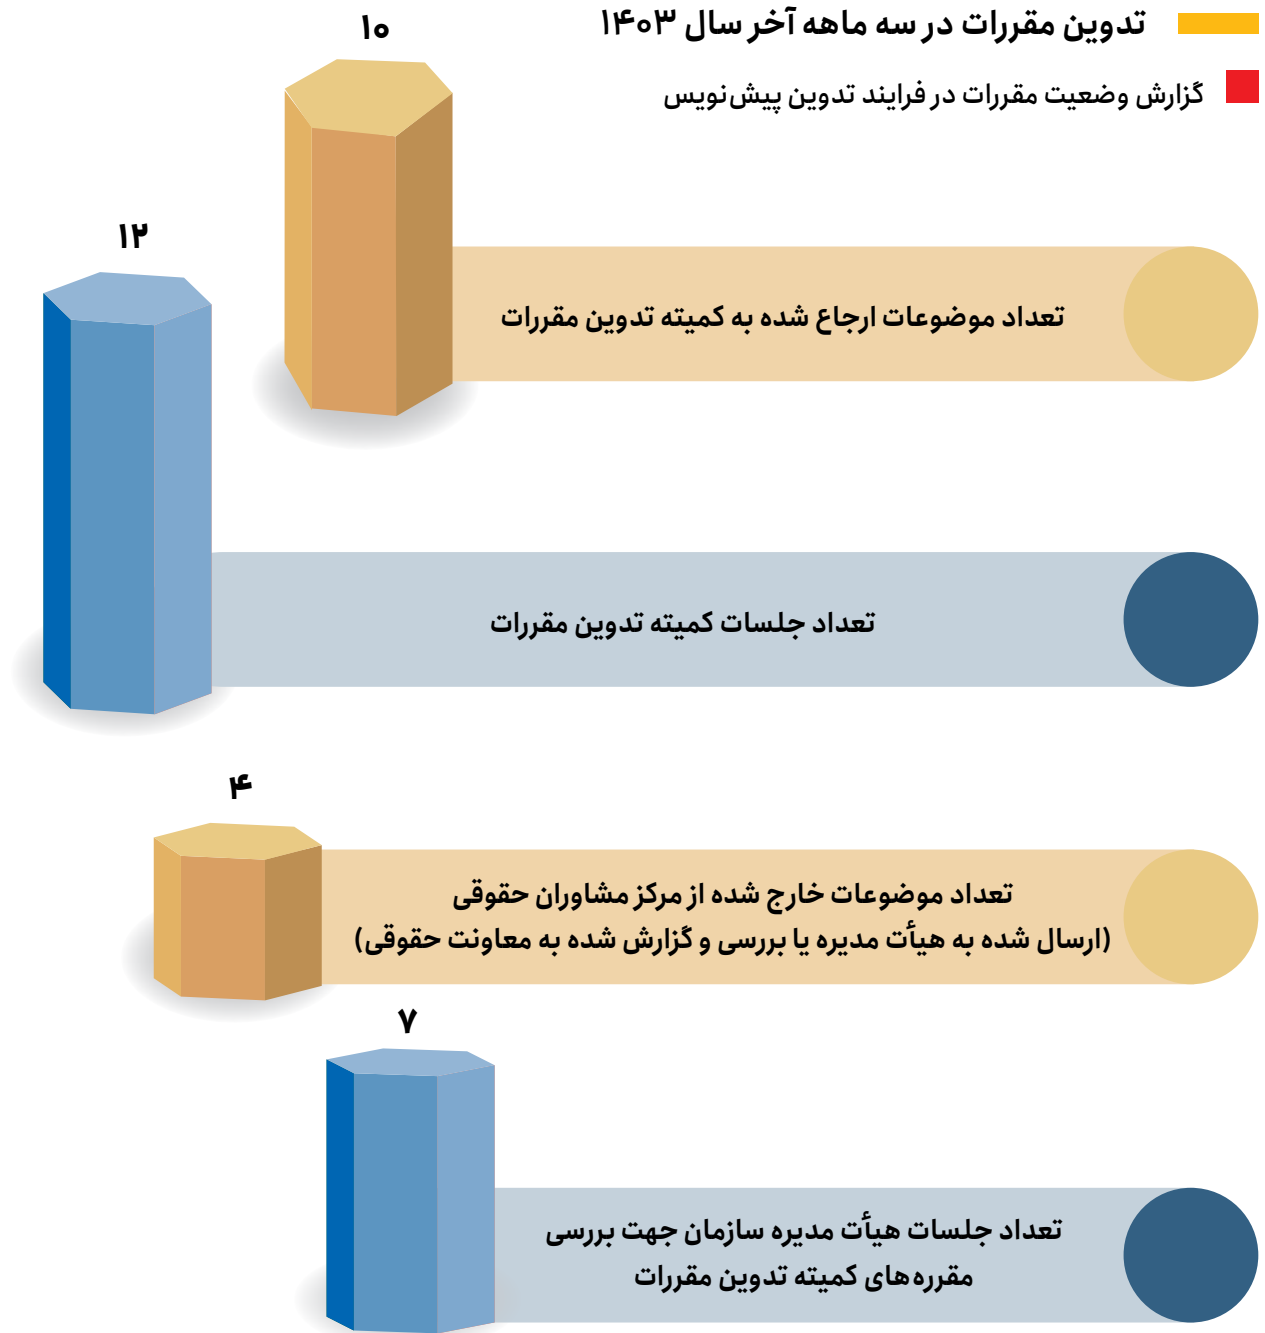 تدوین مقررات در سه ماهه آخر سال ۱۴۰۳
گزارش وضعیت مقررات در فرایند تدوین پیش‌نویس
۱۰
تعداد موضوعات ارجاع شده به کمیته تدوین مقررات
۱۲
تعداد جلسات کمیته تدوین مقررات
۴
تعداد موضوعات خارج شده از مرکز مشاوران حقوقی
(ارسال شده به هیأت مدیره یا بررسی و گزارش شده به معاونت حقوقی)
۷
تعداد جلسات هیأت مدیره سازمان جهت بررسی
مقرره‌های کمیته تدوین مقررات